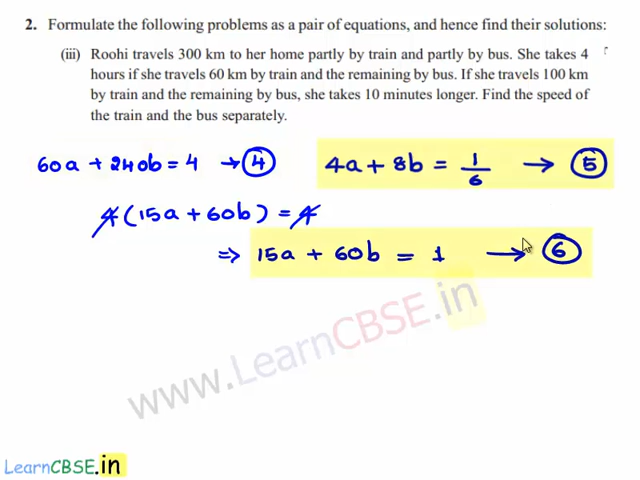 2. Formulate the following problems as a pair of equations, and hence find their solutions:
(iii) Roohi travels 300 km to her home partly by train and partly by bus. She takes 4
hours if she travels 60 km by train and the remaining by bus. If she travels 100 km
by train and the remaining by bus, she takes 10 minutes longer. Find the speed of
the train and the bus separately.
60a + 240b = 4 → 4
4a + 8b = 1/6 → 5
4 (15a + 60b) = 4
⇒ 15a + 60b = 1 → 6
www.LearnCBSE.in
LearnCBSE.in